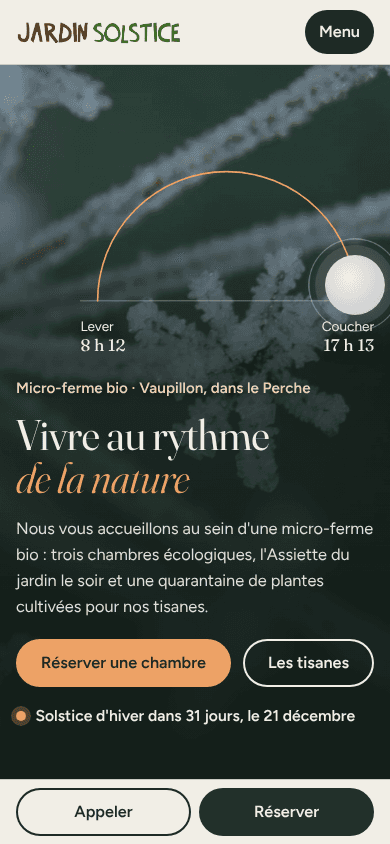 JARDIN SOLSTICE
Menu
Lever
8 h 12
Coucher
17 h 13
Micro-ferme bio · Vaupillon, dans le Perche
Vivre au rythme
de la nature
Nous vous accueillons au sein d'une micro-ferme
bio : trois chambres écologiques, l'Assiette du
jardin le soir et une quarantaine de plantes
cultivées pour nos tisanes.
Réserver une chambre
Les tisanes
Solstice d'hiver dans 31 jours, le 21 décembre
Appeler
Réserver